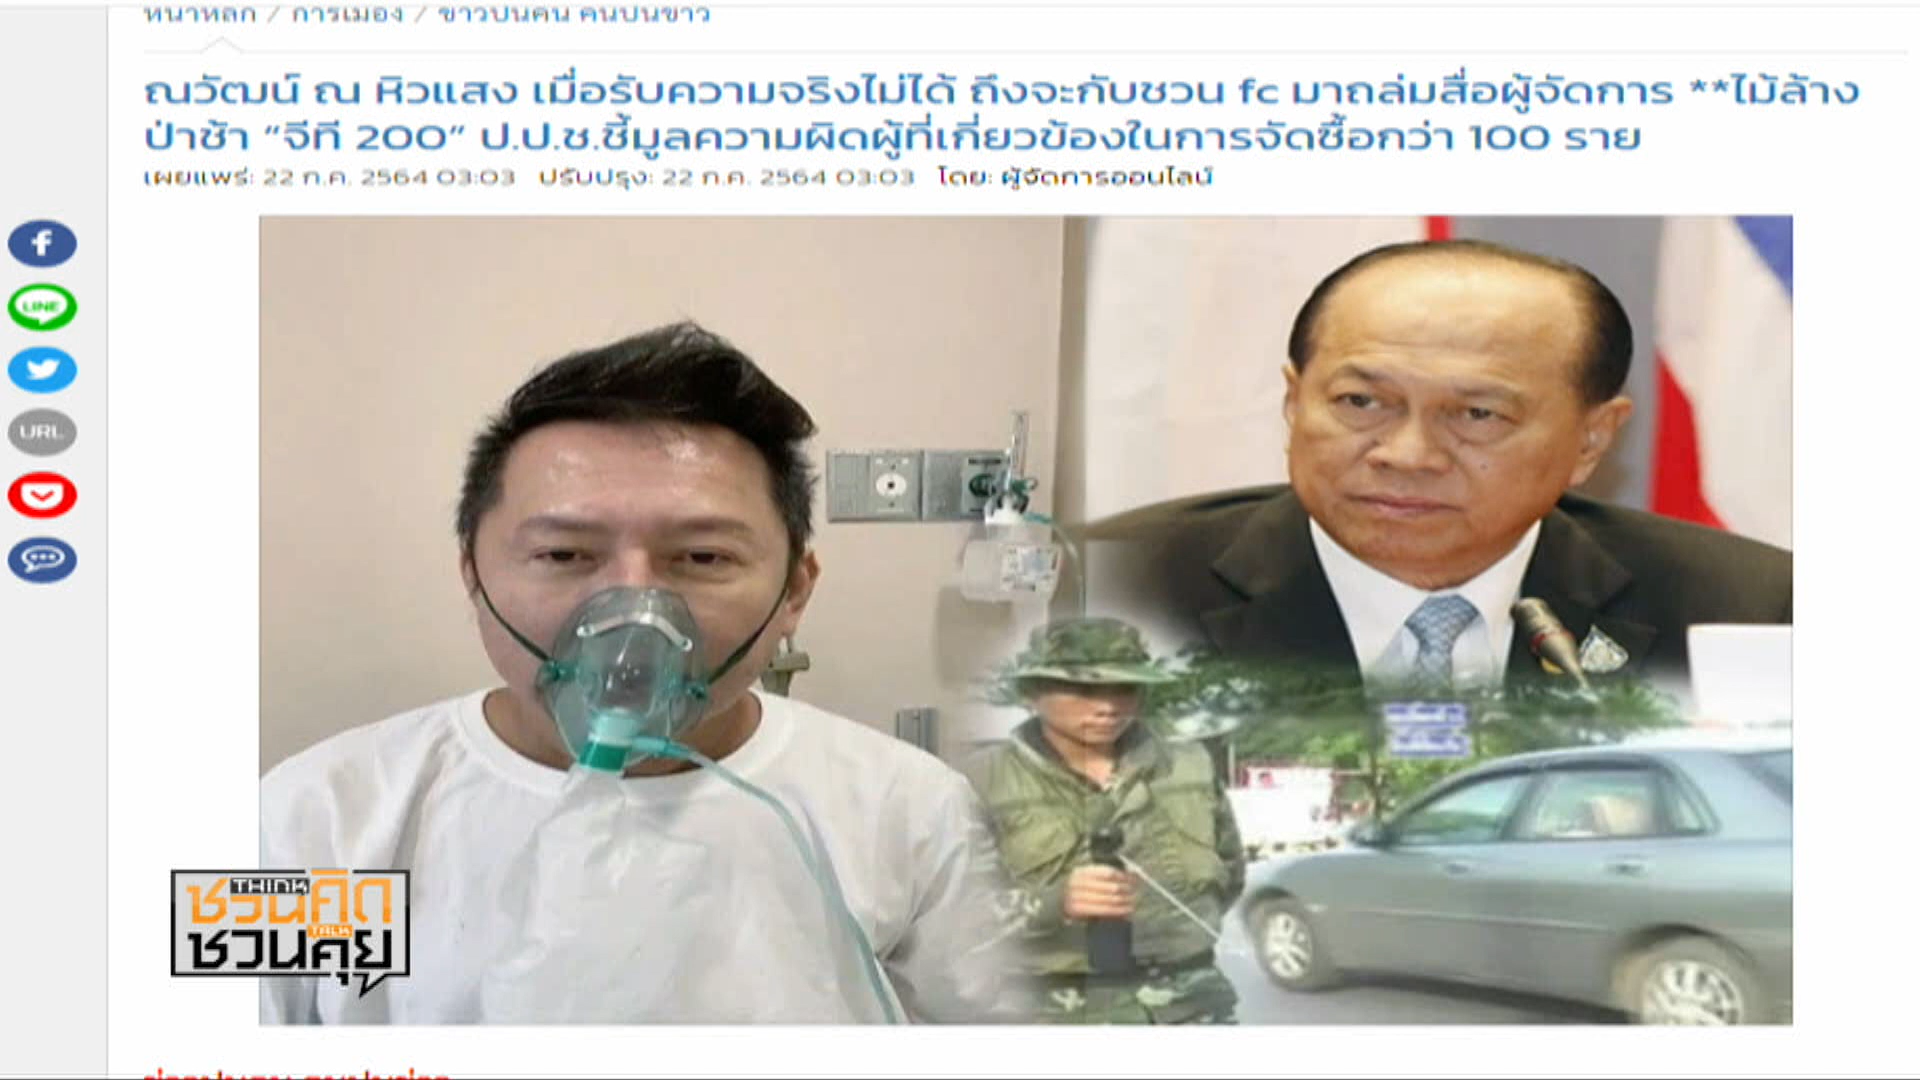 หน้าหลัก / การเมือง / ข่าวปนคน คนปนข่าว
ณวัฒน์ ณ หิวแสง เมื่อรับความจริงไม่ได้ ถึงจะกับชวน fc มาถล่มสื่อผู้จัดการ **ไม้ล้าง
ป่าช้า “จีที 200” ป.ป.ช.ชี้มูลความผิดผู้ที่เกี่ยวข้องในการจัดซื้อกว่า 100 ราย
เผยแพร่: 22 ก.ค. 2564 03:03 ปรับปรุง: 22 ก.ค. 2564 03:03 โดย: ผู้จัดการออนไลน์
f
LINE
URL
ชวนคิด
THINK
TALK
ชวนคุย